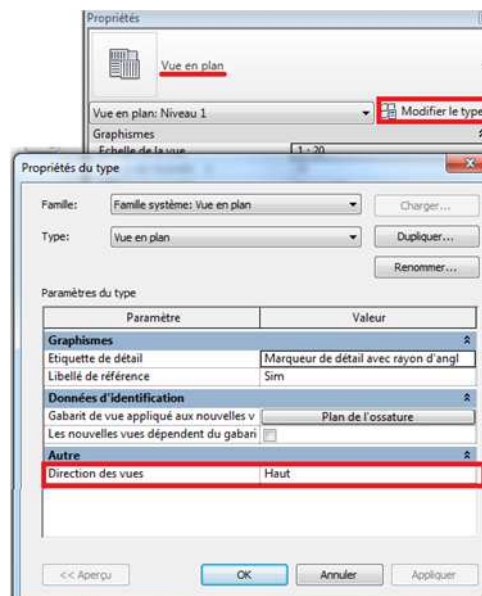 Propriétés
Vue en plan
Vue en plan: Niveau 1
Modifier le type
Graphismes
Echelle de la vue
1 : 20
Propriétés du type
Famille:
Famille système: Vue en plan
Charger...
Type:
Vue en plan
Dupliquer...
Renommer...
Paramètres du type
Paramètre
Valeur
Graphismes
Etiquette de détail
Marqueur de détail avec rayon d'angl
Libellé de référence
Sim
Données d'identification
Gabarit de vue appliqué aux nouvelles v
Plan de l'ossature
Les nouvelles vues dépendent du gabari
Autre
Direction des vues
Haut
<< Aperçu
OK
Annuler
Appliquer